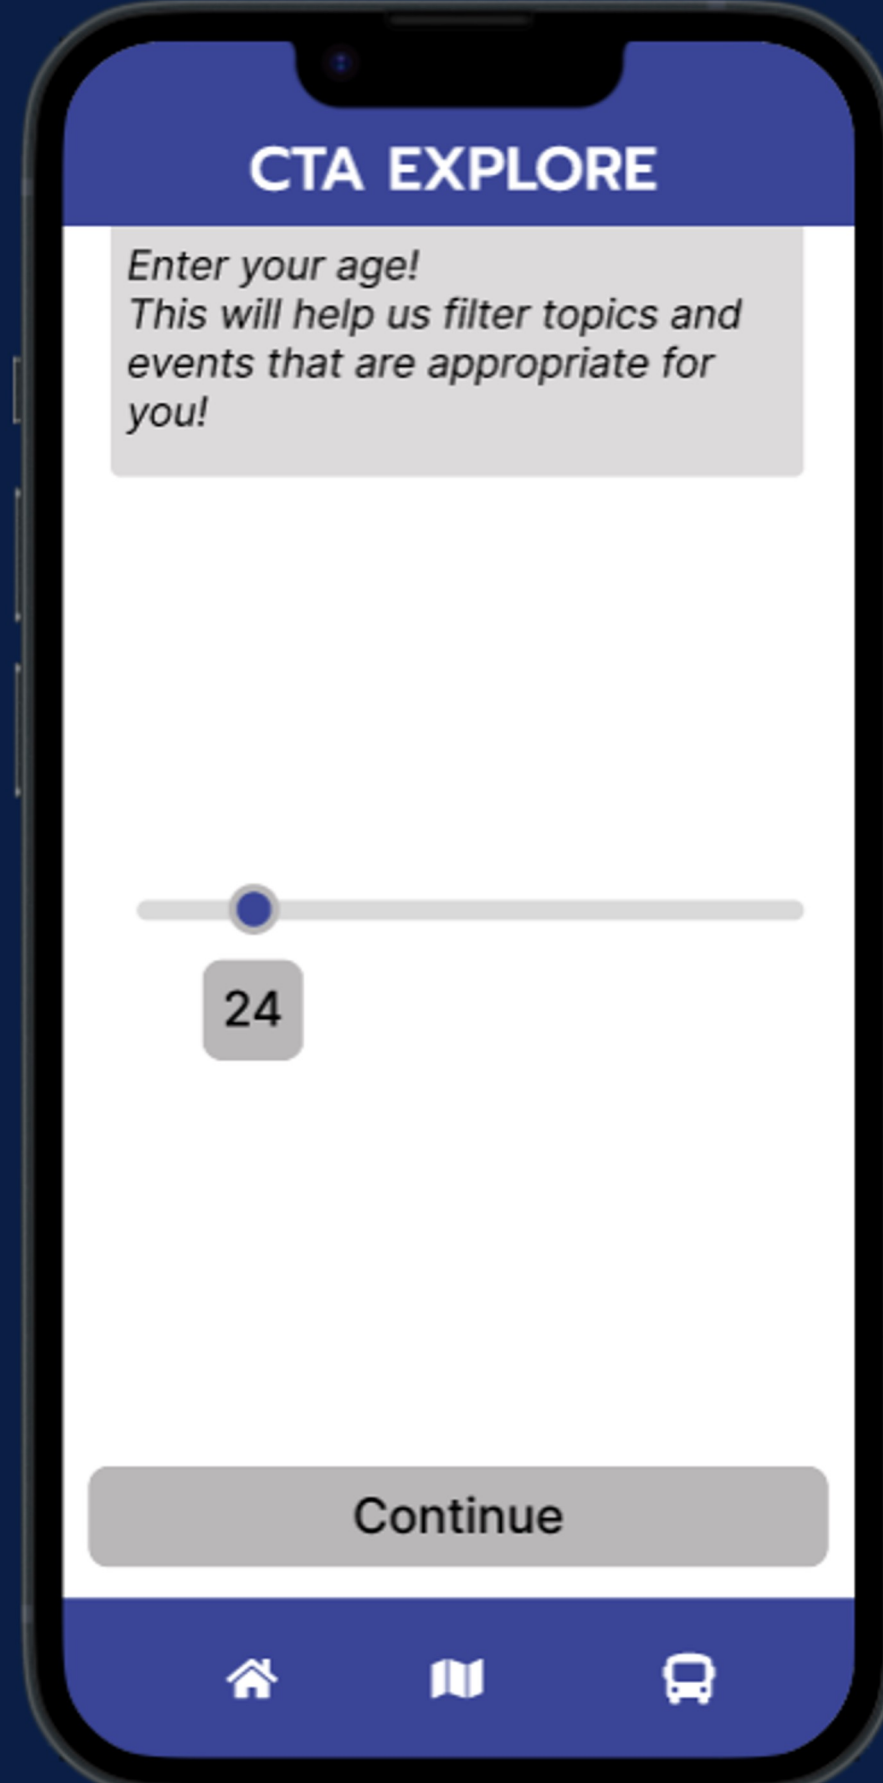 CTA EXPLORE
Enter your age!
This will help us filter topics and
events that are appropriate for
you!
24
Continue